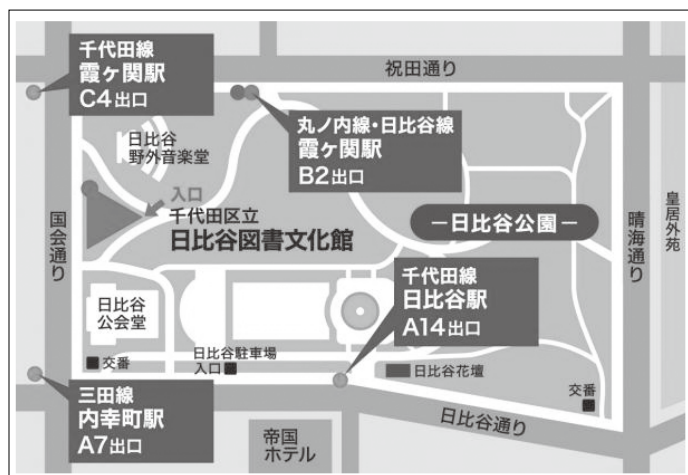 千代田線
霞ヶ関駅
C4出口
祝田通り
丸ノ内線・日比谷線
霞ヶ関駅
B2出口
日比谷
野外音楽堂
入口
千代田区立
日比谷図書文化館
国会通り
－日比谷公園－
晴海通り
皇居外苑
千代田線
日比谷駅
A14出口
日比谷
公会堂
交番
日比谷駐車場
入口
日比谷花壇
交番
三田線
内幸町駅
A7出口
帝国
ホテル
日比谷通り